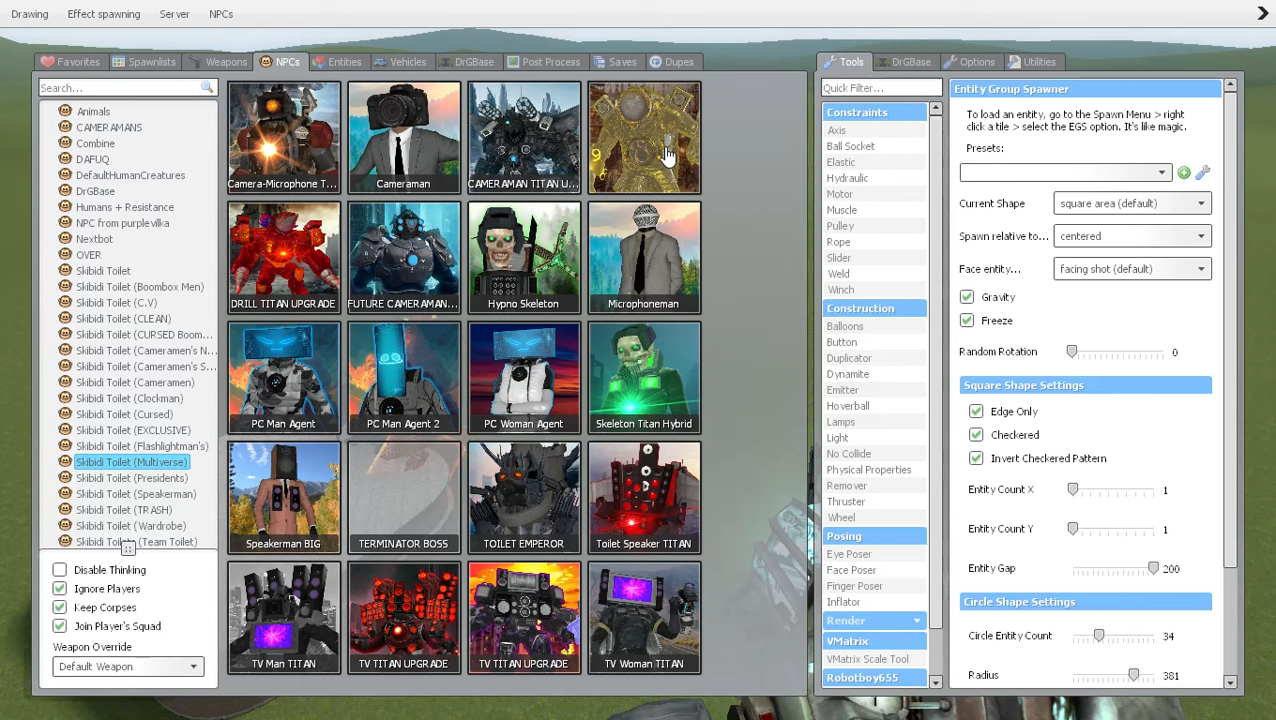 Drawing Effect spawning Server NPCs
Favorites Spawnlists Weapons NPCs Entities Vehicles DrGBase Post Process Saves Dupes
Search...
Animals
CAMERAMANS
Combine
DAFUQ
DefaultHumanCreatures
DrGBase
Humans + Resistance
NPC from purplevilka
Nextbot
OVER
Skibidi Toilet
Skibidi Toilet (Boombox Men)
Skibidi Toilet (C.V)
Skibidi Toilet (CLEAN)
Skibidi Toilet (CURSED Boom...
Skibidi Toilet (Cameramen's N...
Skibidi Toilet (Cameramen's S...
Skibidi Toilet (Cameramen)
Skibidi Toilet (Clockman)
Skibidi Toilet (Cursed)
Skibidi Toilet (EXCLUSIVE)
Skibidi Toilet (Flashlightman's)
Skibidi Toilet (Multiverse)
Skibidi Toilet (Presidents)
Skibidi Toilet (Speakerman)
Skibidi Toilet (TRASH)
Skibidi Toilet (Wardrobe)
(Team Toilet)
Disable Thinking
Ignore Players
Keep Corpses
Join Player's Squad
Weapon Override
Default Weapon
Camera-Microphone T... Cameraman CAMERAMAN TITAN U...
9
DRILL TITAN UPGRADE FUTURE CAMERAMAN... Hypno Skeleton Microphoneman
PC Man Agent PC Man Agent 2 PC Woman Agent Skeleton Titan Hybrid
Speakerman BIG TERMINATOR BOSS TOILET EMPEROR Toilet Speaker TITAN
TV Man TITAN TV TITAN UPGRADE TV TITAN UPGRADE TV Woman TITAN
Tools DrGBase Options Utilities
Quick Filter...
Constraints
Axis
Ball Socket
Elastic
Hydraulic
Motor
Muscle
Pulley
Rope
Slider
Weld
Winch
Construction
Balloons
Button
Duplicator
Dynamite
Emitter
Hoverball
Lamps
Light
No Collide
Physical Properties
Remover
Thruster
Wheel
Posing
Eye Poser
Face Poser
Finger Poser
Inflator
Render
VMatrix
VMatrix Scale Tool
Robotboy655
Entity Group Spawner
To load an entity, go to the Spawn Menu > right
click a tile > select the EGS option. It's like magic.
Presets:
Current Shape square area (default)
Spawn relative to... centered
Face entity... facing shot (default)
Gravity
Freeze
Random Rotation 0
Square Shape Settings
Edge Only
Checkered
Invert Checkered Pattern
Entity Count X 1
Entity Count Y 1
Entity Gap 200
Circle Shape Settings
Circle Entity Count 34
Radius 381